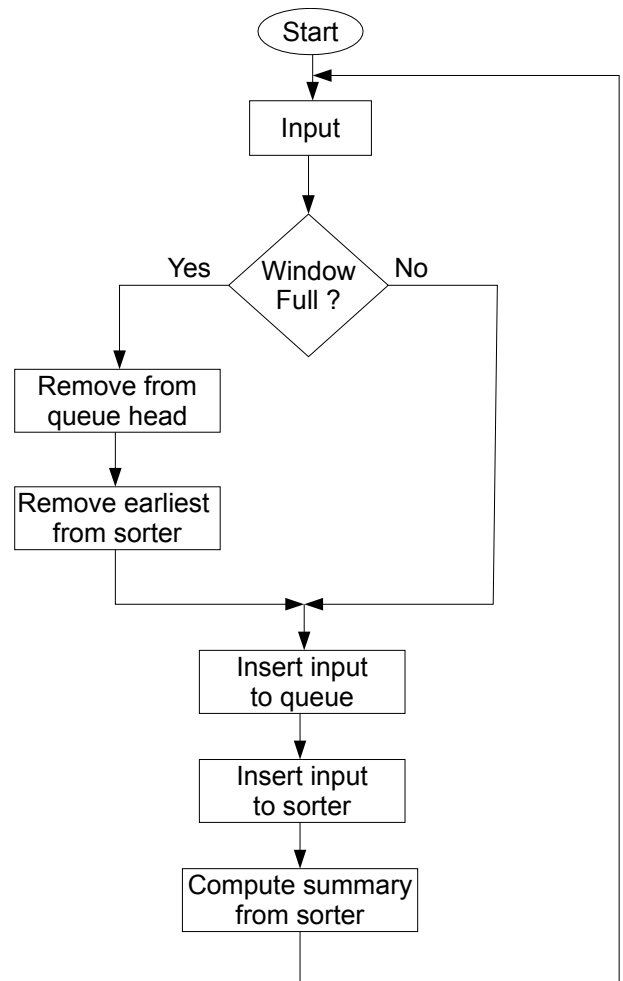 Start
Input
Window
Full ?
Yes
No
Remove from
queue head
Remove earliest
from sorter
Insert input
to queue
Insert input
to sorter
Compute summary
from sorter